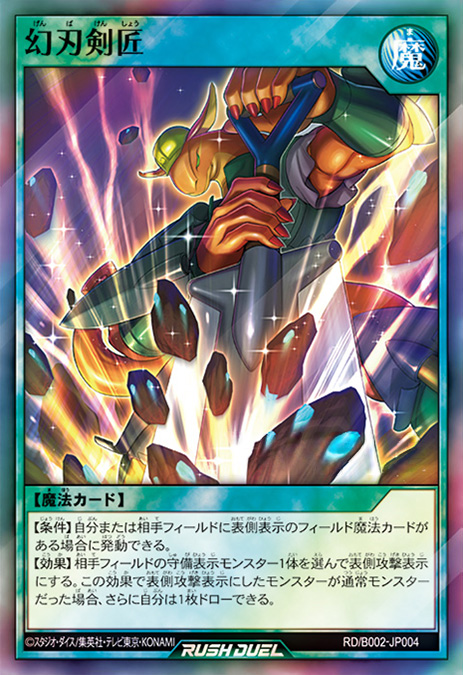 幻刃剣匠
魔
【魔法カード】
【条件】自分または相手フィールドに表側表示のフィールド魔法カードが
ある場合に発動できる。
【効果】相手フィールドの守備表示モンスター1体を選んで表側攻撃表示
にする。この効果で表側攻撃表示にしたモンスターが通常モンスター
だった場合、さらに自分は1枚ドローできる。
©スタジオ・ダイス/集英社・テレビ東京・KONAMI
RUSH DUEL
RD/B002-JP004